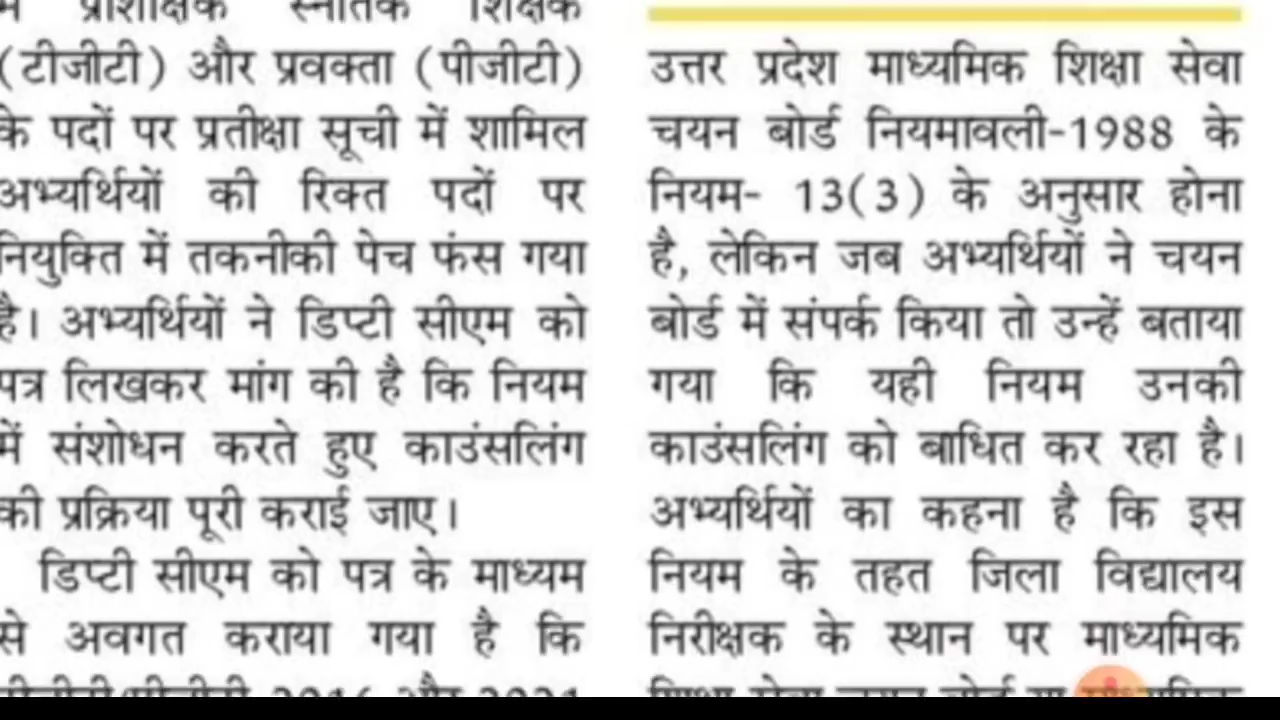 में प्रशिक्षित स्नातक शिक्षक
(टीजीटी) और प्रवक्ता (पीजीटी)
के पदों पर प्रतीक्षा सूची में शामिल
अभ्यर्थियों की रिक्त पदों पर
नियुक्ति में तकनीकी पेच फंस गया
है। अभ्यर्थियों ने डिप्टी सीएम को
पत्र लिखकर मांग की है कि नियम
में संशोधन करते हुए काउंसलिंग
की प्रक्रिया पूरी कराई जाए।
डिप्टी सीएम को पत्र के माध्यम
से अवगत कराया गया है कि
उत्तर प्रदेश माध्यमिक शिक्षा सेवा
चयन बोर्ड नियमावली-1988 के
नियम- 13(3) के अनुसार होना
है, लेकिन जब अभ्यर्थियों ने चयन
बोर्ड में संपर्क किया तो उन्हें बताया
गया कि यही नियम उनकी
काउंसलिंग को बाधित कर रहा है।
अभ्यर्थियों का कहना है कि इस
नियम के तहत जिला विद्यालय
निरीक्षक के स्थान पर माध्यमिक